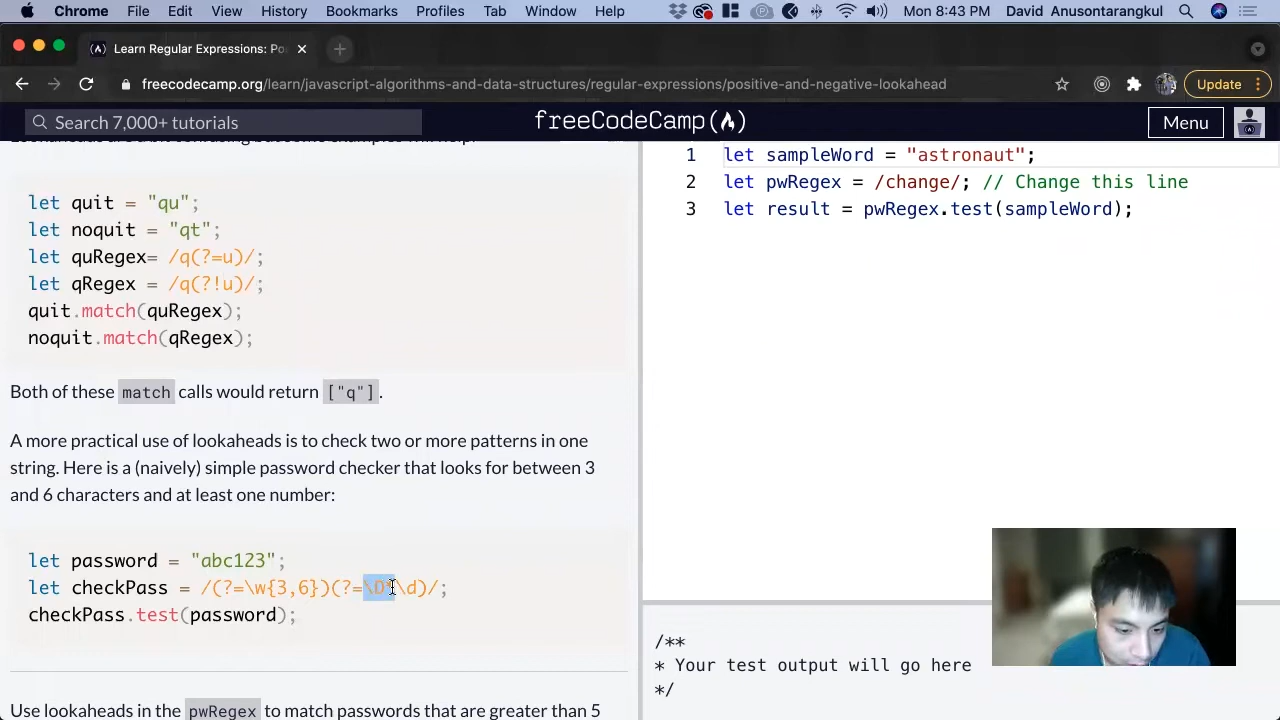 Chrome File Edit View History Bookmarks Profiles Tab Window Help Mon 8:43 PM David Anusontarangkul
Learn Regular Expressions: Pos
freecodecamp.org/learn/javascript-algorithms-and-data-structures/regular-expressions/positive-and-negative-lookahead
Update
Search 7,000+ tutorials
freeCodeCamp
Menu
let quit = "qu";
let noquit = "qt";
let quRegex= /q(?=u)/;
let qRegex = /q(?!u)/;
quit.match(quRegex);
noquit.match(qRegex);
Both of these match calls would return ["q"].
A more practical use of lookaheads is to check two or more patterns in one
string. Here is a (naively) simple password checker that looks for between 3
and 6 characters and at least one number:
let password = "abc123";
let checkPass = /(?=\w{3,6})(?=\D*\d)/;
checkPass.test(password);
Use lookaheads in the pwRegex to match passwords that are greater than 5
1 let sampleWord = "astronaut";
2 let pwRegex = /change/; // Change this line
3 let result = pwRegex.test(sampleWord);
/**
* Your test output will go here
*/